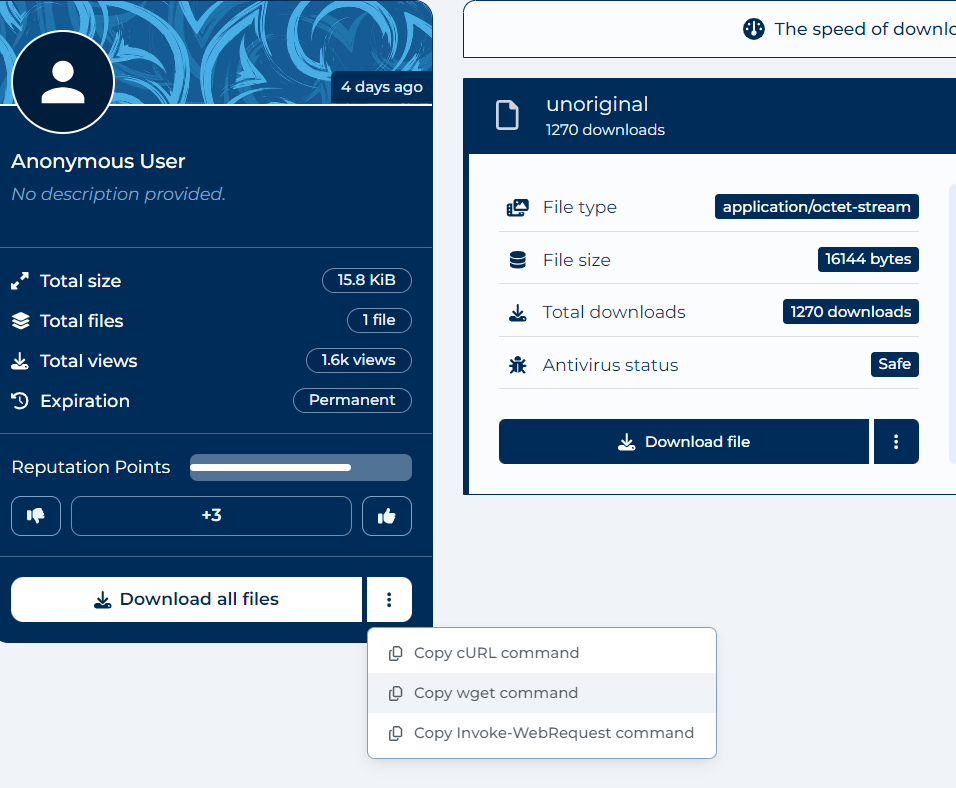 4 days ago
Anonymous User
No description provided.
Total size 15.8 KiB
Total files 1 file
Total views 1.6k views
Expiration Permanent
Reputation Points
+3
Download all files
Copy cURL command
Copy wget command
Copy Invoke-WebRequest command
The speed of downlo
unoriginal
1270 downloads
File type application/octet-stream
File size 16144 bytes
Total downloads 1270 downloads
Antivirus status Safe
Download file